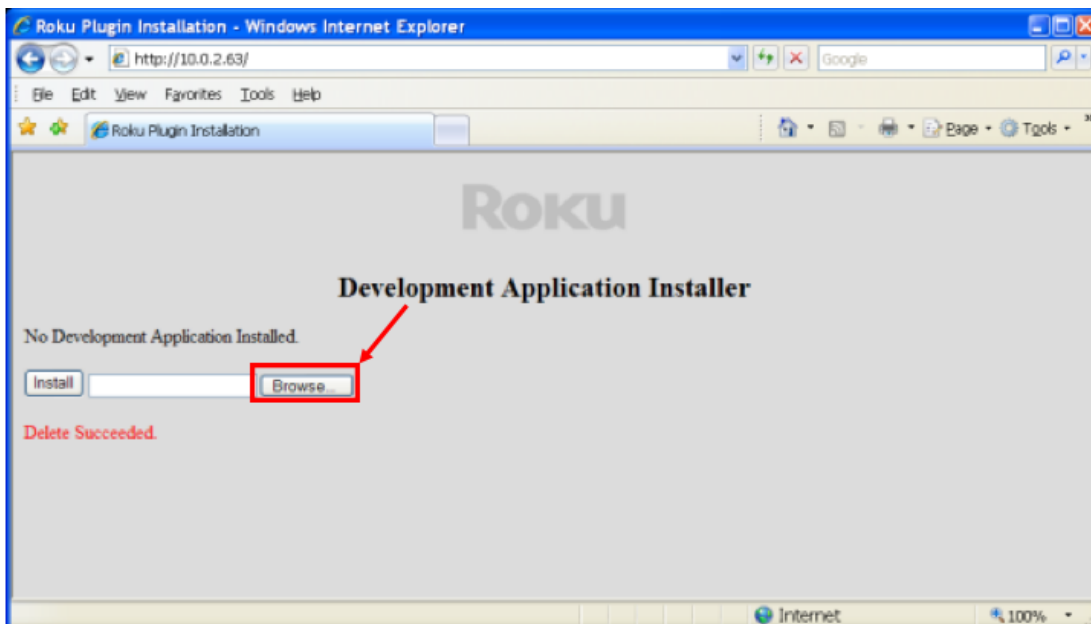 Roku Plugin Installation - Windows Internet Explorer
http://10.0.2.63/
Google
File Edit View Favorites Tools Help
Roku Plugin Installation
Page Tools
ROKU
Development Application Installer
No Development Application Installed.
Install Browse...
Delete Succeeded.
Internet 100%